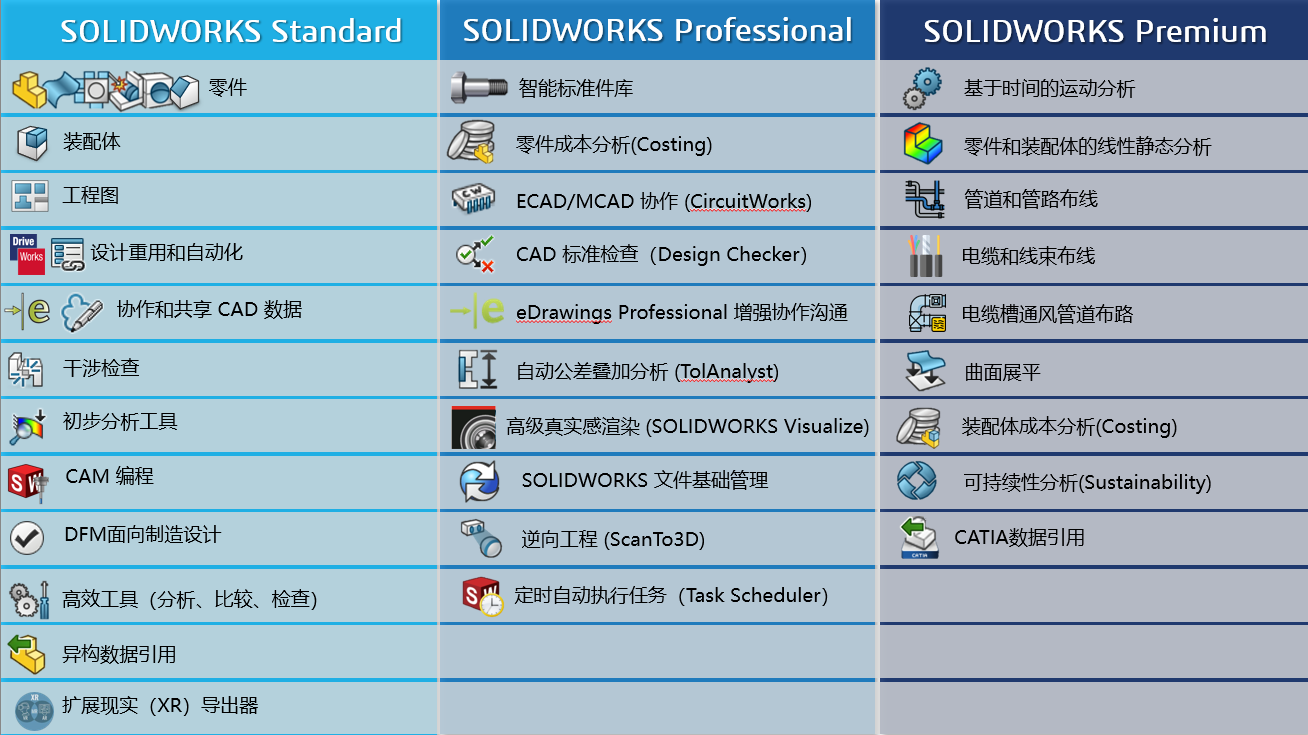 SOLIDWORKS Standard
零件
装配体
工程图
Drive
Works
设计重用和自动化
e
协作和共享 CAD 数据
干涉检查
初步分析工具
SW
CAM 编程
DFM面向制造设计
高效工具（分析、比较、检查）
异构数据引用
XR
扩展现实（XR）导出器
SOLIDWORKS Professional
智能标准件库
零件成本分析(Costing)
CW
ECAD/MCAD 协作 (CircuitWorks)
CAD 标准检查（Design Checker）
e
eDrawings Professional 增强协作沟通
自动公差叠加分析 (TolAnalyst)
高级真实感渲染 (SOLIDWORKS Visualize)
SOLIDWORKS 文件基础管理
逆向工程 (ScanTo3D)
SW
定时自动执行任务（Task Scheduler）
SOLIDWORKS Premium
基于时间的运动分析
零件和装配体的线性静态分析
管道和管路布线
电缆和线束布线
电缆槽通风管道布路
曲面展平
装配体成本分析(Costing)
可持续性分析(Sustainability)
CATIA
CATIA数据引用